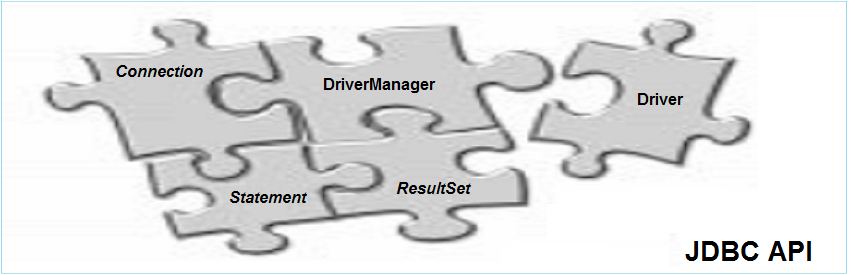 Connection
DriverManager
Driver
Statement
ResultSet
JDBC API